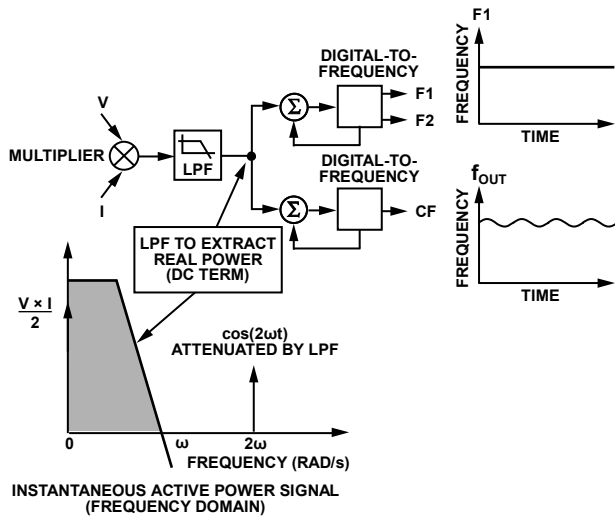 DIGITAL-TO-
FREQUENCY
V
MULTIPLIER
I
LPF
Σ
F1
F2
DIGITAL-TO-
FREQUENCY
Σ
CF
F1
FREQUENCY
TIME
fOUT
FREQUENCY
TIME
LPF TO EXTRACT
REAL POWER
(DC TERM)
V × I
2
cos(2ωt)
ATTENUATED BY LPF
0
ω
2ω
FREQUENCY (RAD/s)
INSTANTANEOUS ACTIVE POWER SIGNAL
(FREQUENCY DOMAIN)